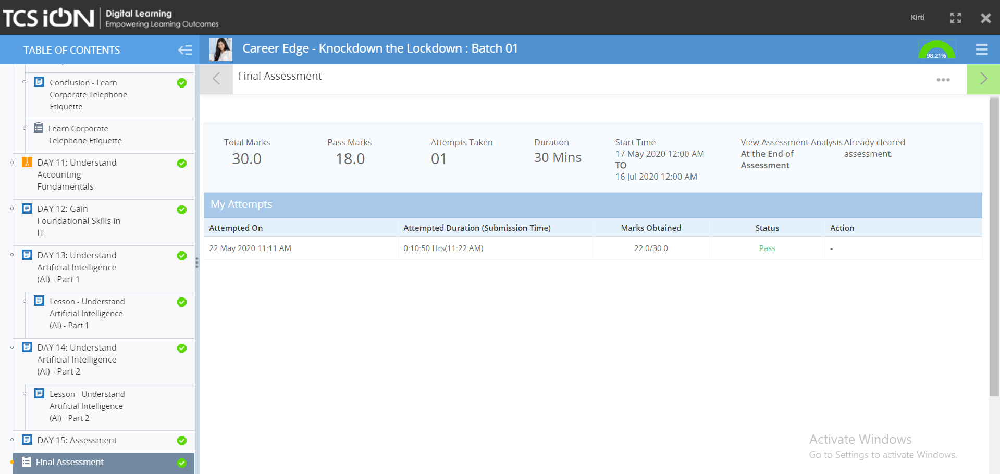 TCS iON
Digital Learning
Empowering Learning Outcomes
Kirti
TABLE OF CONTENTS
Career Edge - Knockdown the Lockdown : Batch 01
98.21%
Final Assessment
Conclusion - Learn
Corporate Telephone
Etiquette
Learn Corporate
Telephone Etiquette
DAY 11: Understand
Accounting
Fundamentals
DAY 12: Gain
Foundational Skills in
IT
DAY 13: Understand
Artificial Intelligence
(AI) - Part 1
Lesson - Understand
Artificial Intelligence
(AI) - Part 1
DAY 14: Understand
Artificial Intelligence
(AI) - Part 2
Lesson - Understand
Artificial Intelligence
(AI) - Part 2
DAY 15: Assessment
Final Assessment
Total Marks
30.0
Pass Marks
18.0
Attempts Taken
01
Duration
30 Mins
Start Time
17 May 2020 12:00 AM
TO
16 Jul 2020 12:00 AM
View Assessment Analysis
At the End of
Assessment
Already cleared
assessment.
My Attempts
Attempted On Attempted Duration (Submission Time) Marks Obtained Status Action
22 May 2020 11:11 AM 0:10:50 Hrs(11:22 AM) 22.0/30.0 Pass -
Activate Windows
Go to Settings to activate Windows.